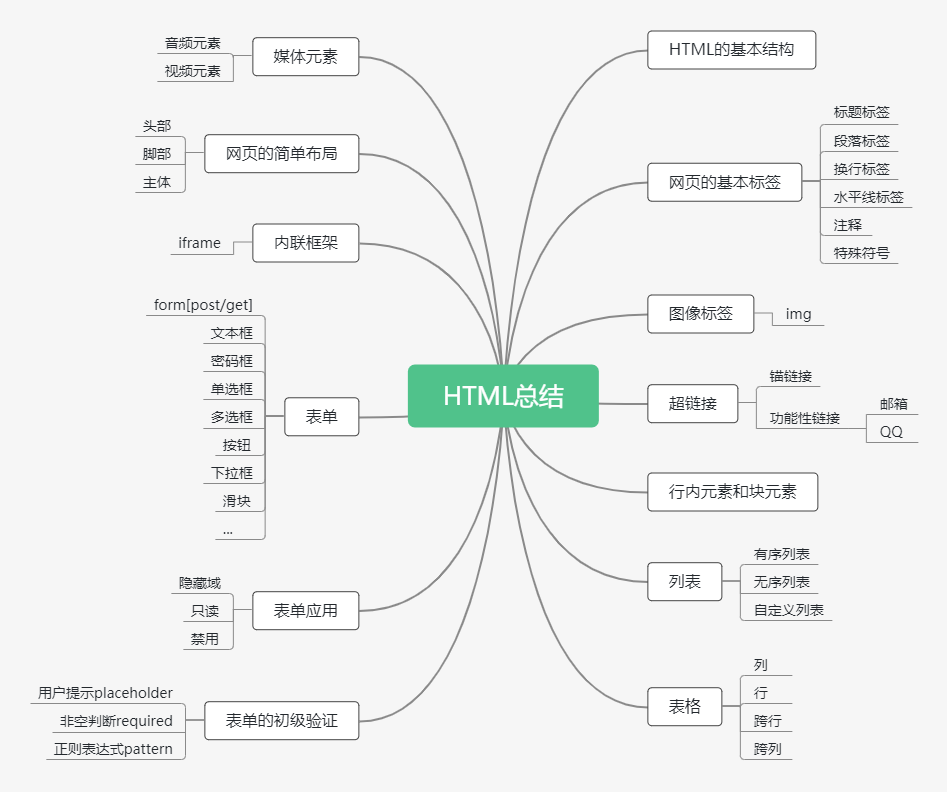 HTML总结
HTML的基本结构
网页的基本标签
标题标签
段落标签
换行标签
水平线标签
注释
特殊符号
图像标签
img
超链接
锚链接
功能性链接
邮箱
QQ
行内元素和块元素
列表
有序列表
无序列表
自定义列表
表格
列
行
跨行
跨列
媒体元素
音频元素
视频元素
网页的简单布局
头部
脚部
主体
内联框架
iframe
表单
form[post/get]
文本框
密码框
单选框
多选框
按钮
下拉框
滑块
...
表单应用
隐藏域
只读
禁用
表单的初级验证
用户提示placeholder
非空判断required
正则表达式pattern